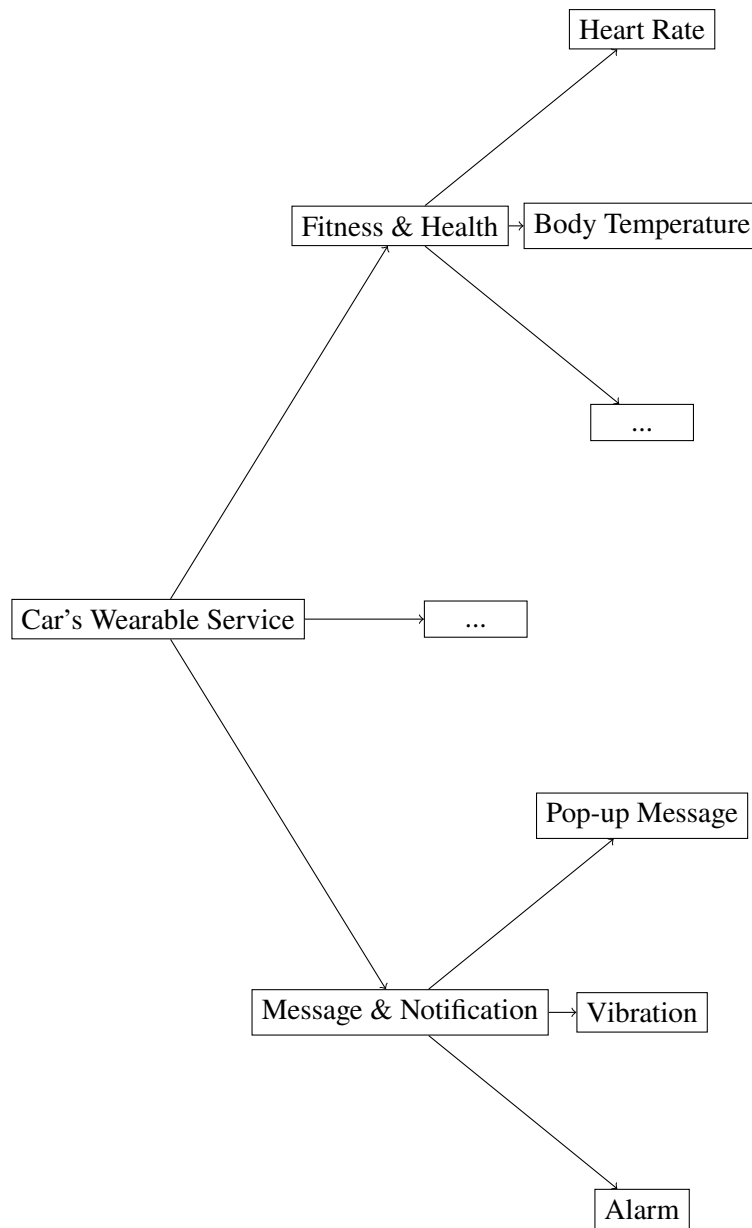 Heart Rate
Fitness & Health
Body Temperature
...
Car's Wearable Service
...
Pop-up Message
Message & Notification
Vibration
Alarm